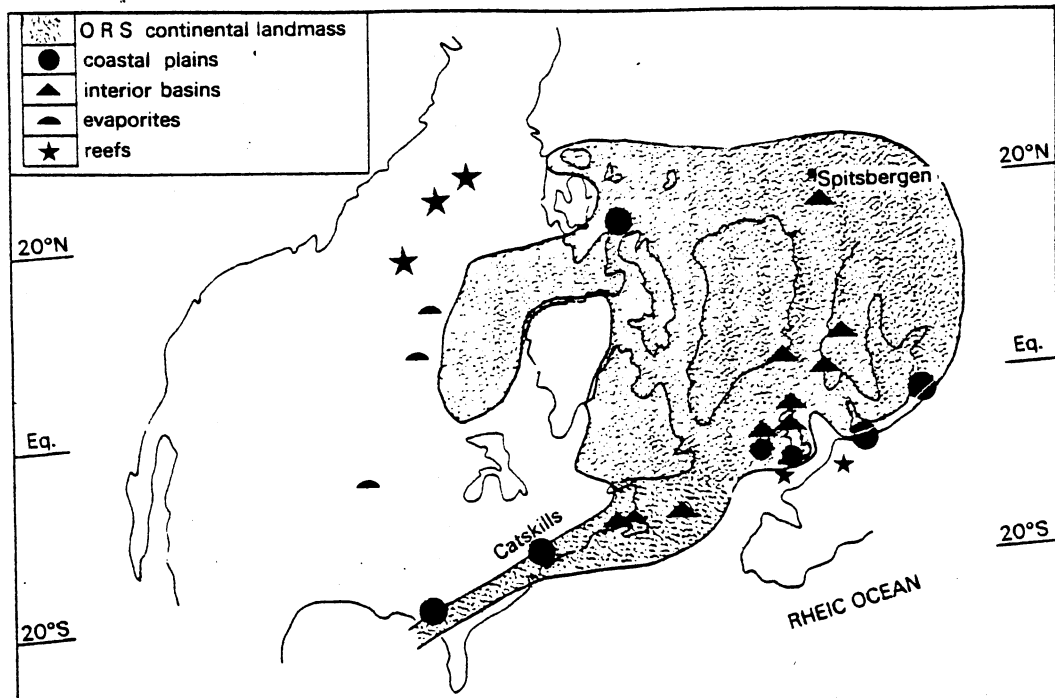 O R S continental landmass
coastal plains
interior basins
evaporites
reefs
20°N
Spitsbergen
20°N
Eq.
Eq.
Catskills
20°S
RHEIC OCEAN
20°S